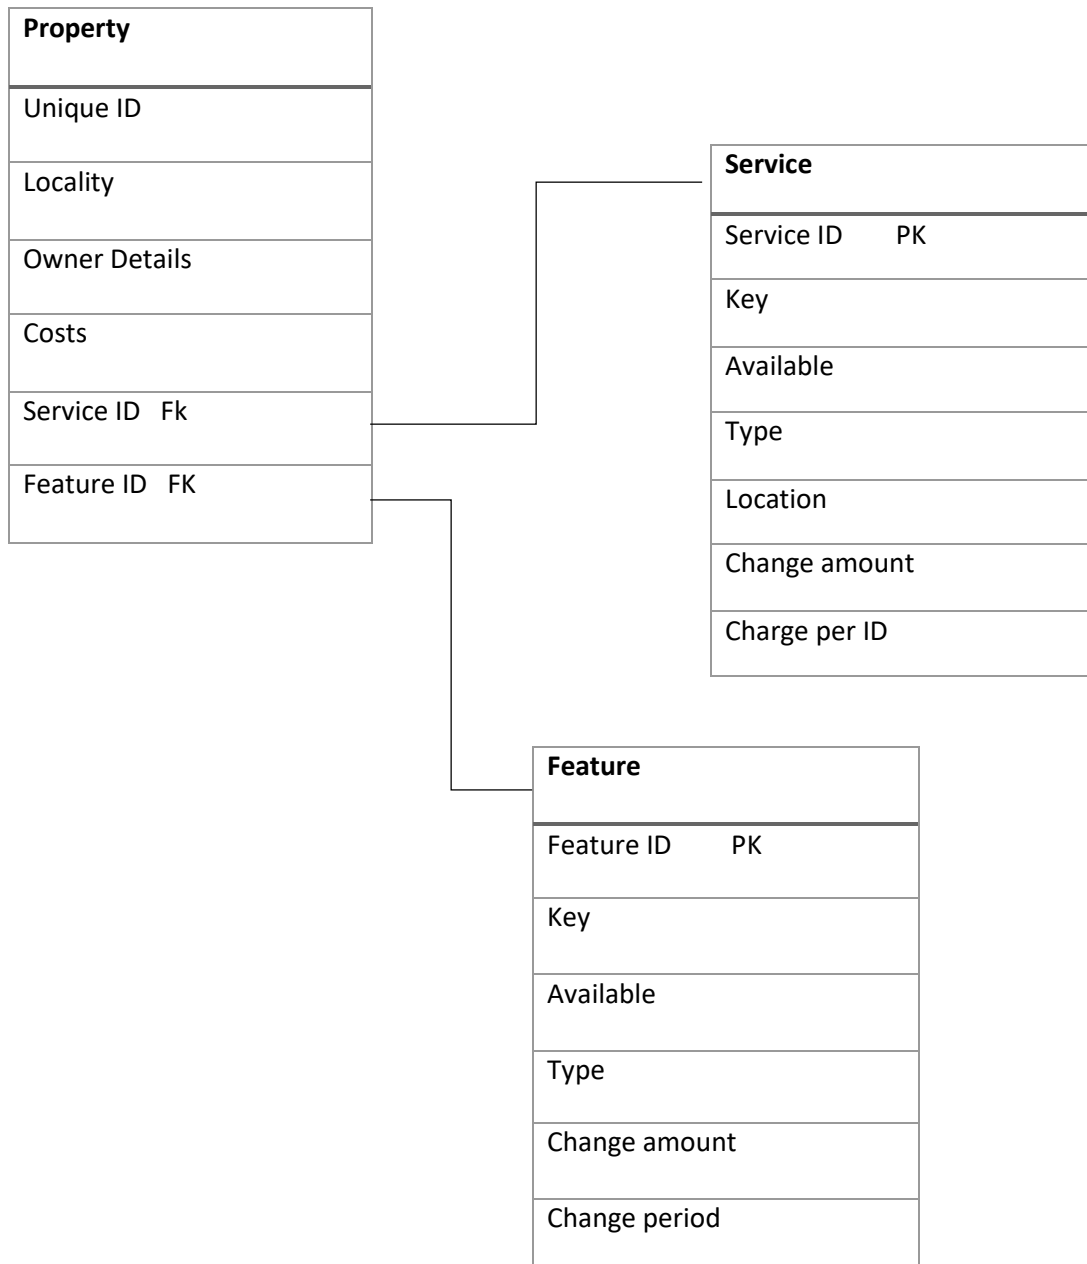 Property
Unique ID
Locality
Owner Details
Costs
Service ID Fk
Feature ID FK
Service
Service ID PK
Key
Available
Type
Location
Change amount
Charge per ID
Feature
Feature ID PK
Key
Available
Type
Change amount
Change period